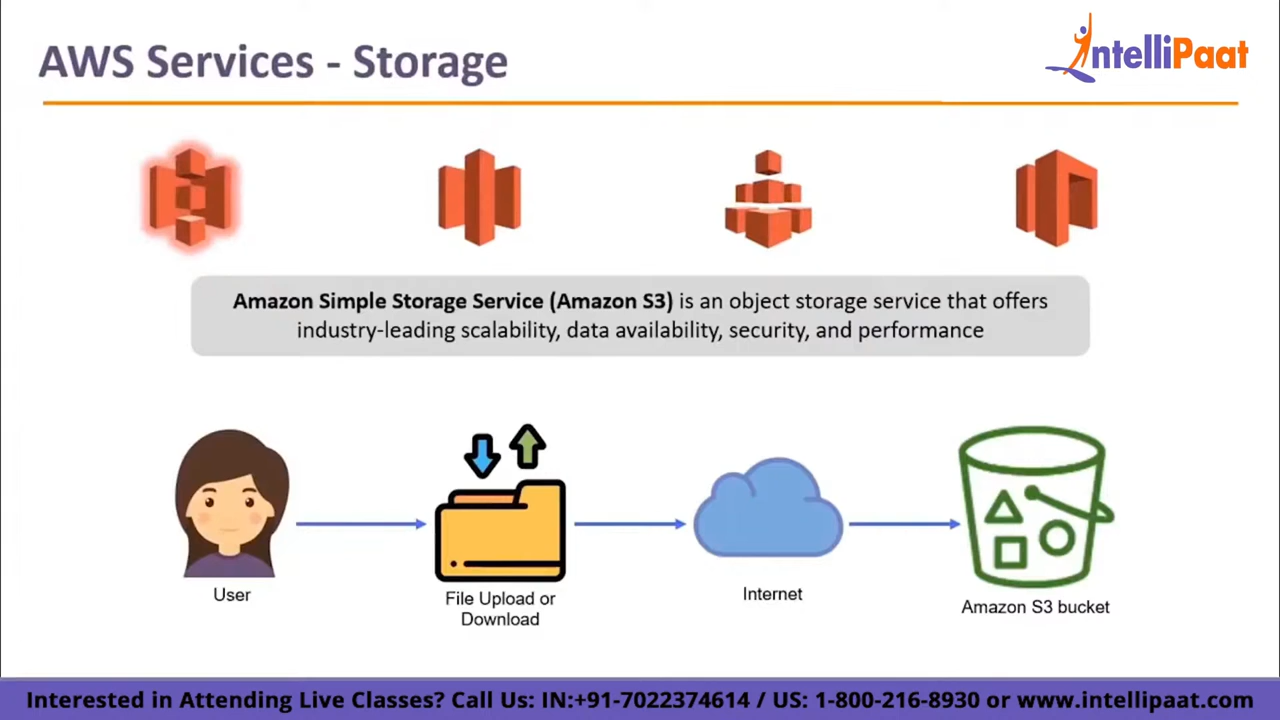 AWS Services - Storage
IntelliPaat
Amazon Simple Storage Service (Amazon S3) is an object storage service that offers
industry-leading scalability, data availability, security, and performance
User
File Upload or
Download
Internet
Amazon S3 bucket
Interested in Attending Live Classes? Call Us: IN:+91-7022374614 / US: 1-800-216-8930 or www.intellipaat.com